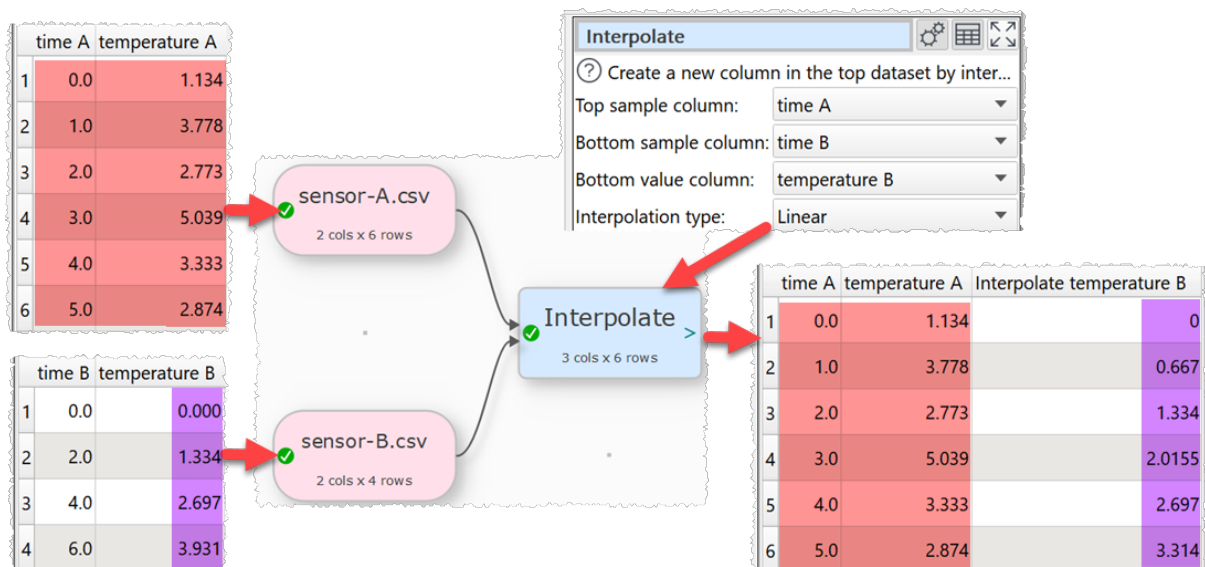 time A temperature A
1 0.0 1.134
2 1.0 3.778
3 2.0 2.773
4 3.0 5.039
5 4.0 3.333
6 5.0 2.874
time B temperature B
1 0.0 0.000
2 2.0 1.334
3 4.0 2.697
4 6.0 3.931
sensor-A.csv
2 cols x 6 rows
sensor-B.csv
2 cols x 4 rows
Interpolate
? Create a new column in the top dataset by inter...
Top sample column: time A
Bottom sample column: time B
Bottom value column: temperature B
Interpolation type: Linear
Interpolate >
3 cols x 6 rows
time A temperature A Interpolate temperature B
1 0.0 1.134 0
2 1.0 3.778 0.667
3 2.0 2.773 1.334
4 3.0 5.039 2.0155
5 4.0 3.333 2.697
6 5.0 2.874 3.314